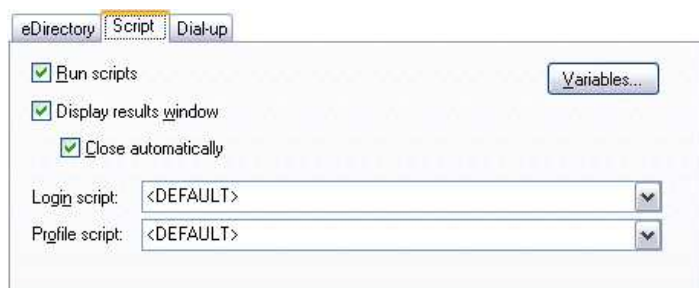 eDirectory Script Dial-up
Run scripts Variables...
Display results window
Close automatically
Login script: <DEFAULT>
Profile script: <DEFAULT>